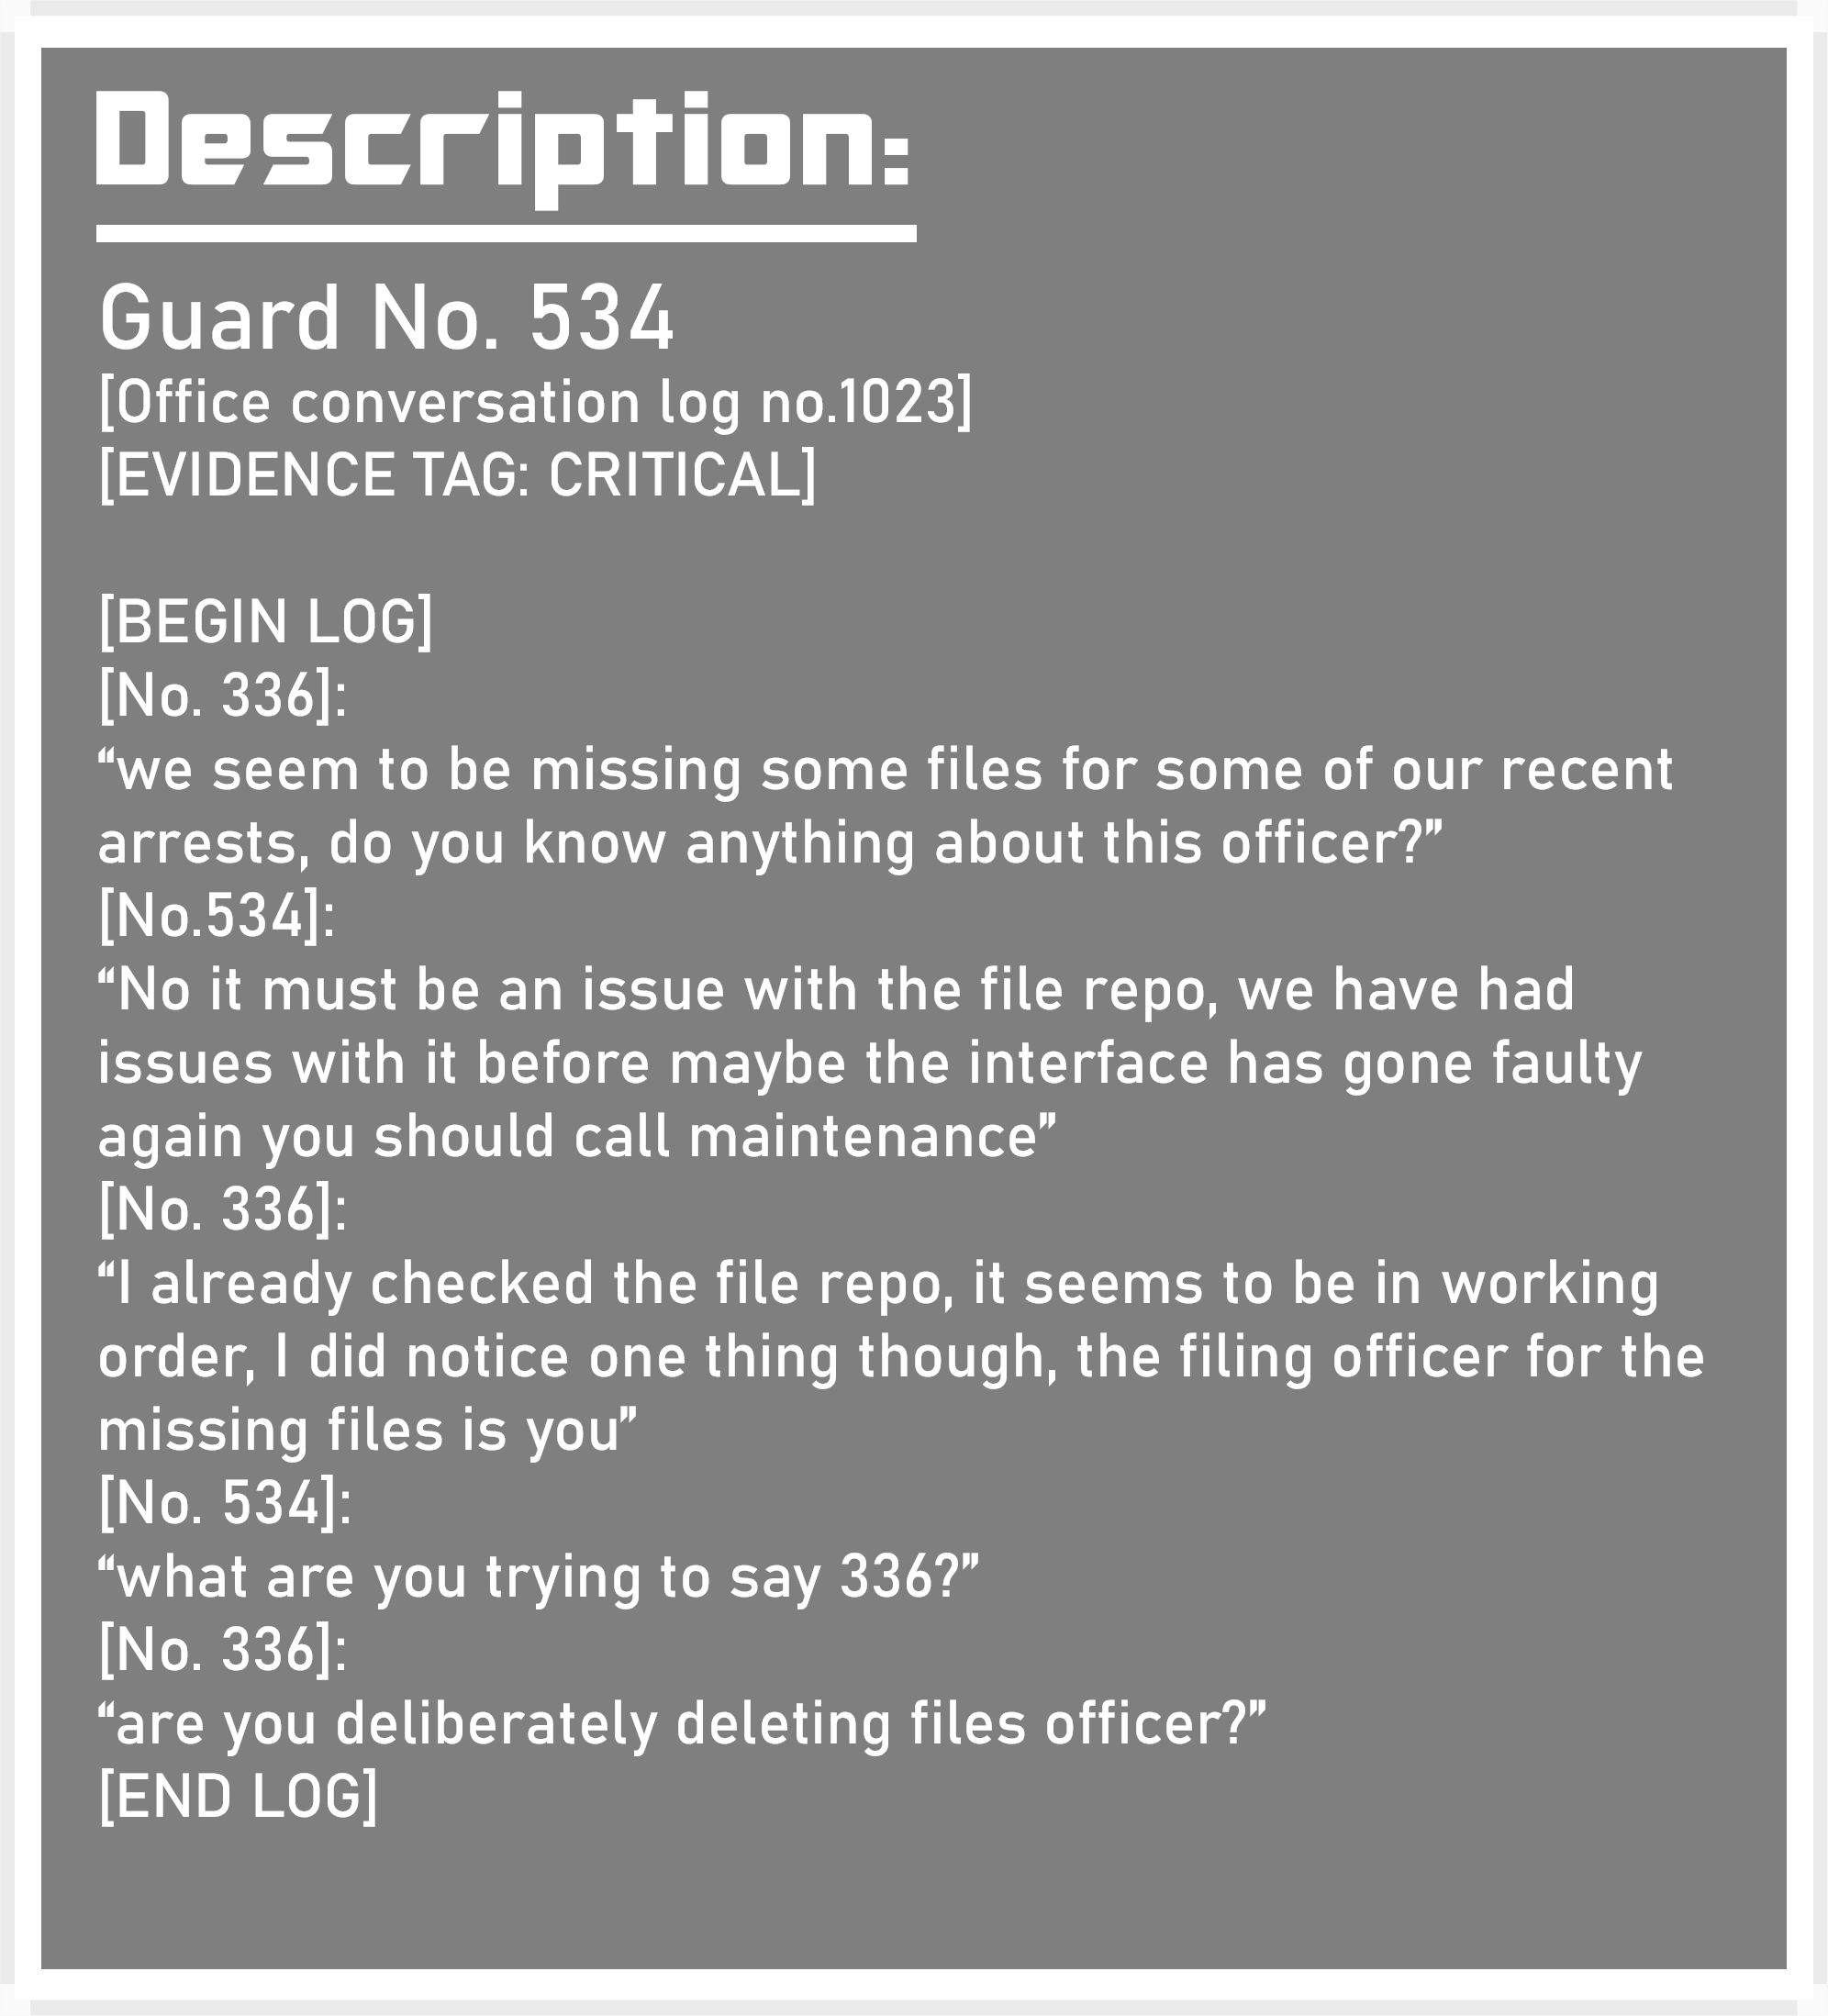 Description:
Guard No. 534
[Office conversation log no.1023]
[EVIDENCE TAG: CRITICAL]
[BEGIN LOG]
[No. 336]:
“we seem to be missing some files for some of our recent
arrests, do you know anything about this officer?”
[No.534]:
“No it must be an issue with the file repo, we have had
issues with it before maybe the interface has gone faulty
again you should call maintenance”
[No. 336]:
“I already checked the file repo, it seems to be in working
order, I did notice one thing though, the filing officer for the
missing files is you”
[No. 534]:
“what are you trying to say 336?”
[No. 336]:
“are you deliberately deleting files officer?”
[END LOG]